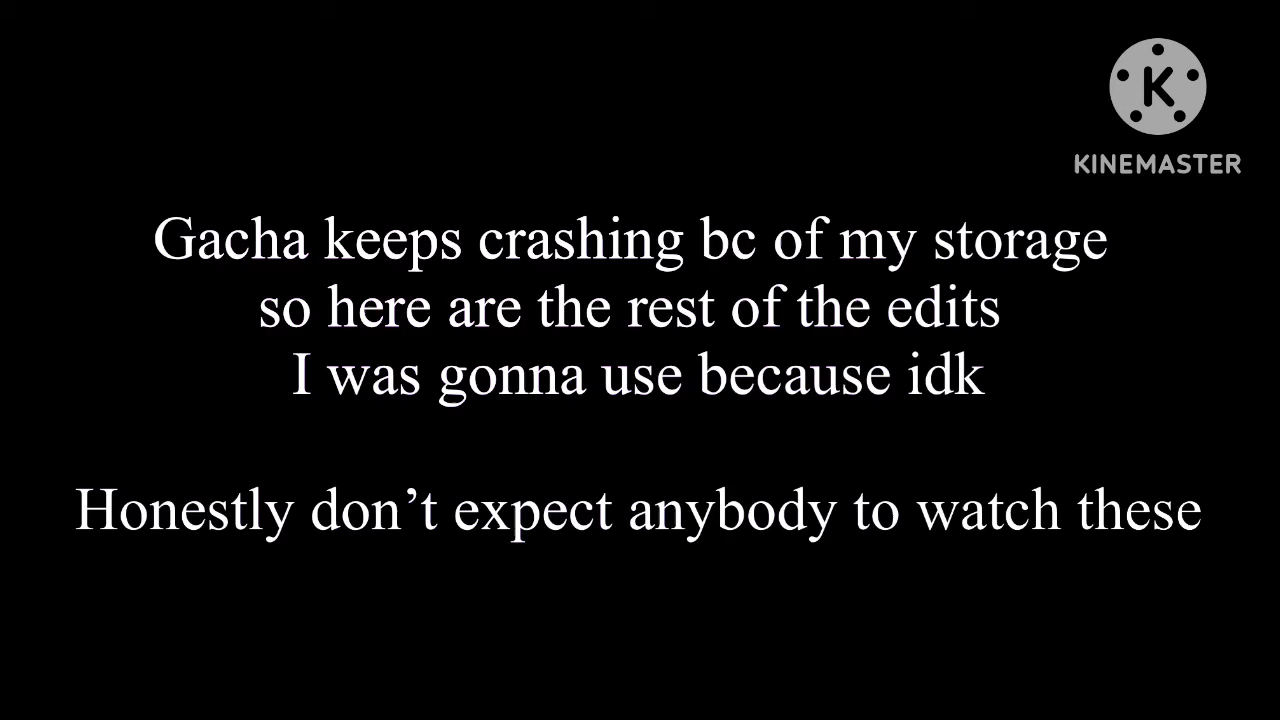 K
KINEMASTER
Gacha keeps crashing bc of my storage
so here are the rest of the edits
I was gonna use because idk
Honestly don’t expect anybody to watch these